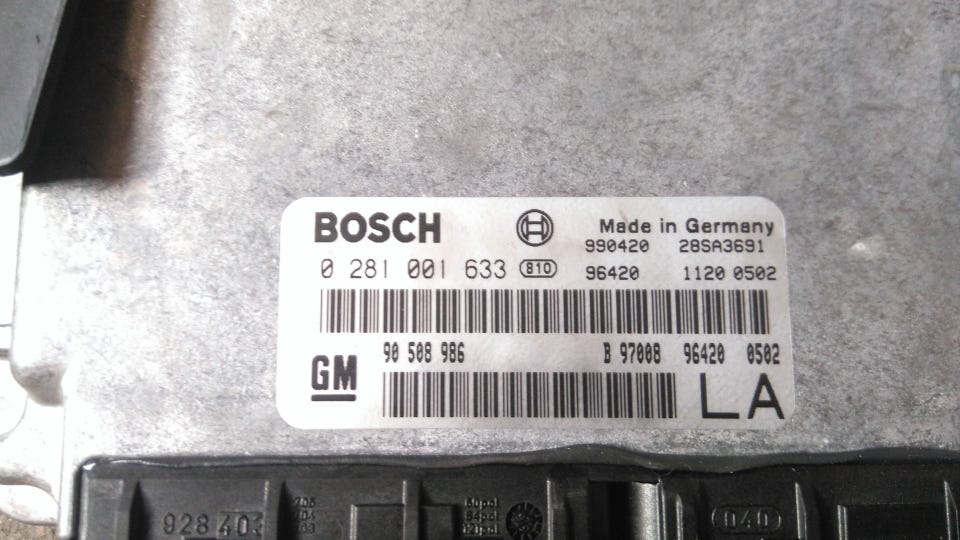 BOSCH Made in Germany
990420 28SA3691
0 281 001 633 810 96420 1120 0502
90 508 986 B 97008 96420 0502
GM LA
928 403
040